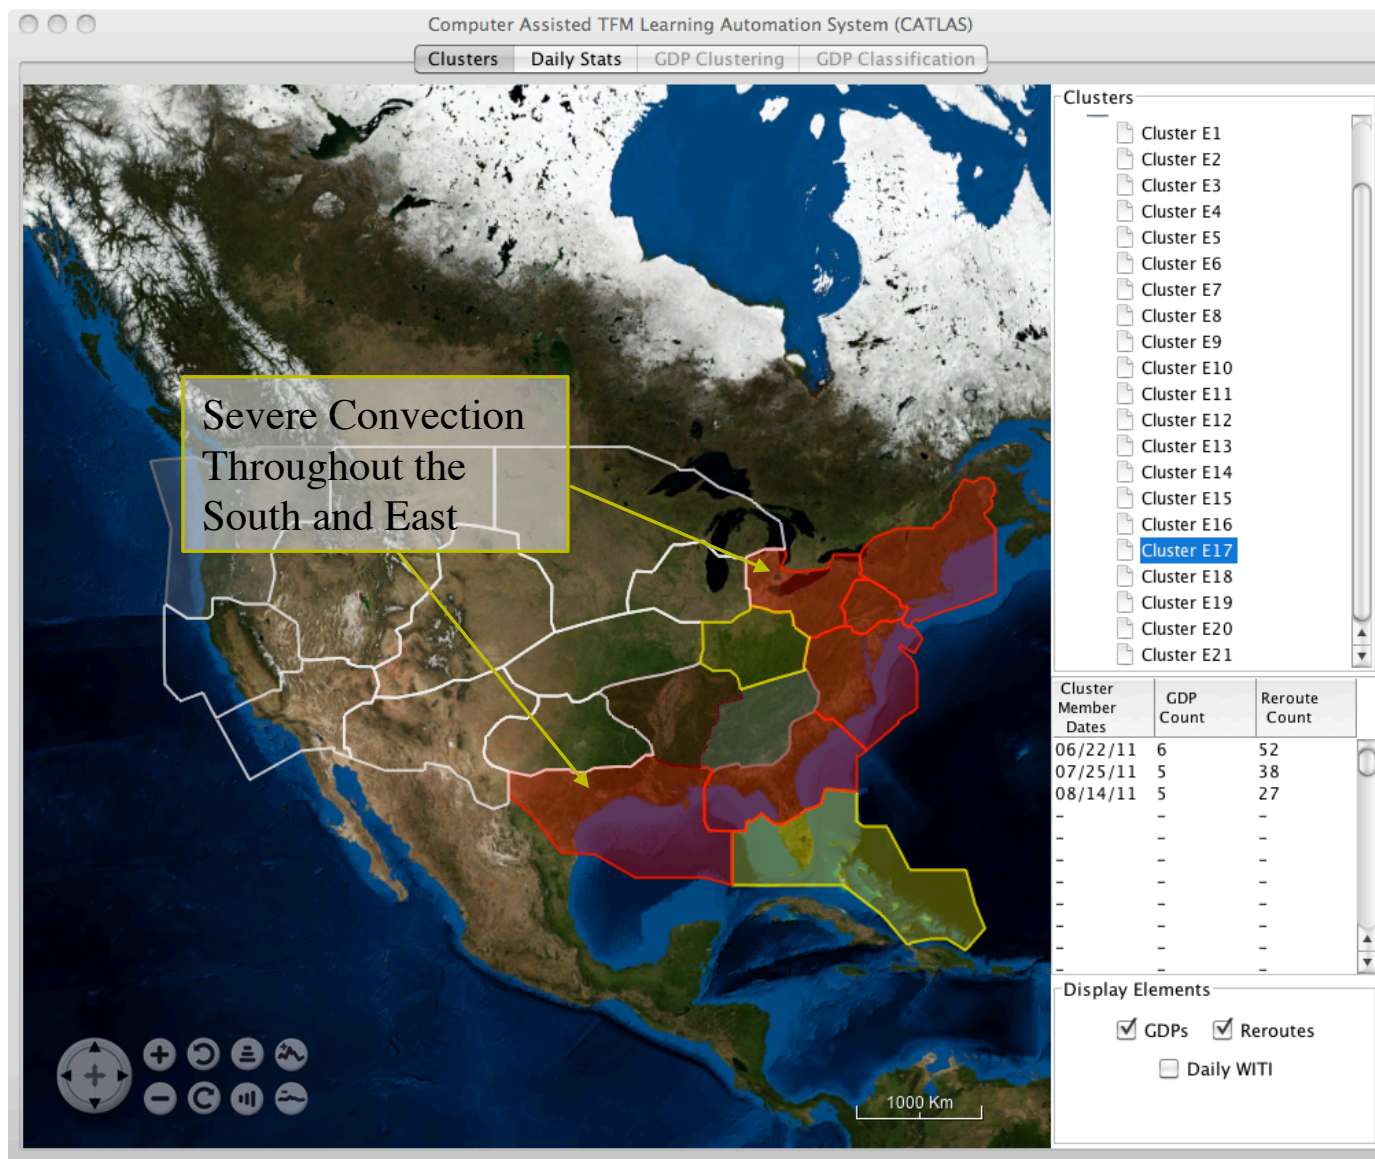 Computer Assisted TFM Learning Automation System (CATLAS)
Clusters Daily Stats GDP Clustering GDP Classification
Severe Convection
Throughout the
South and East
1000 Km
Clusters
Cluster E1
Cluster E2
Cluster E3
Cluster E4
Cluster E5
Cluster E6
Cluster E7
Cluster E8
Cluster E9
Cluster E10
Cluster E11
Cluster E12
Cluster E13
Cluster E14
Cluster E15
Cluster E16
Cluster E17
Cluster E18
Cluster E19
Cluster E20
Cluster E21
Cluster Member Dates GDP Count Reroute Count
06/22/11 6 52
07/25/11 5 38
08/14/11 5 27
– – –
– – –
– – –
– – –
– – –
– – –
– – –
– – –
Display Elements
GDPs Reroutes
Daily WITI